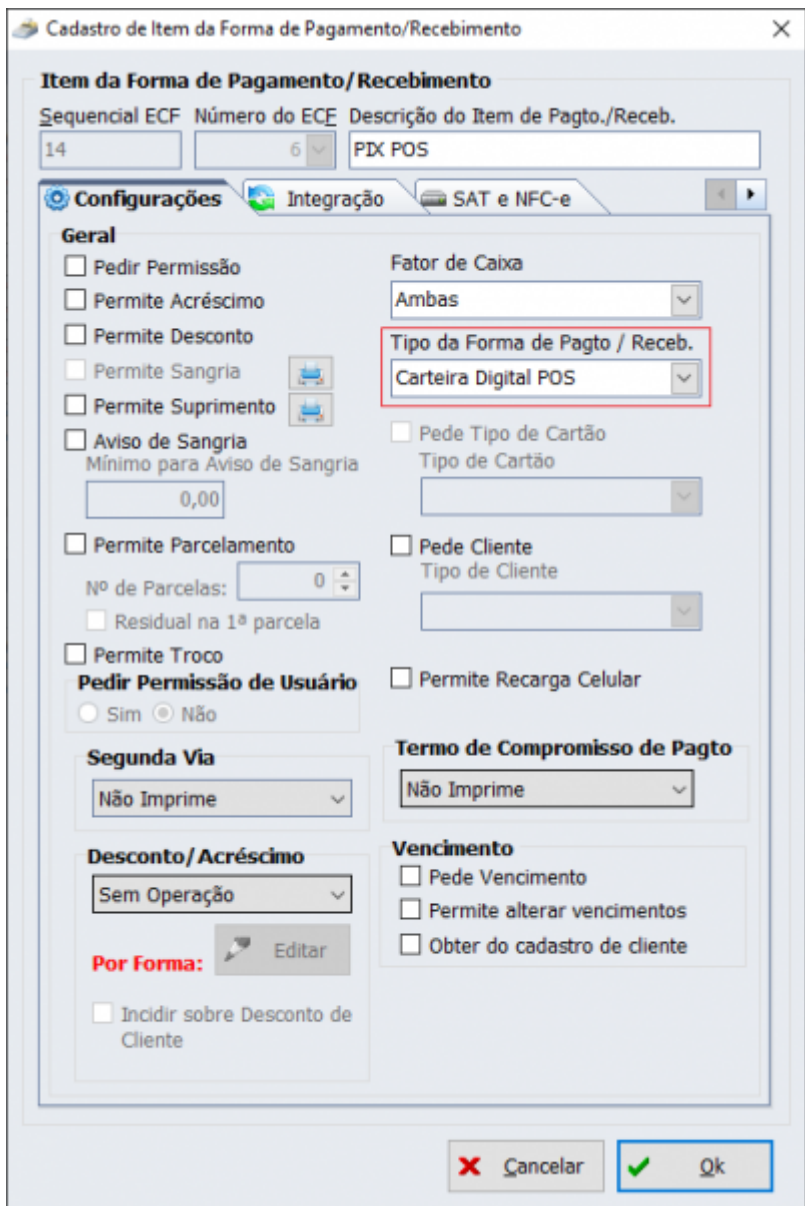 Cadastro de Item da Forma de Pagamento/Recebimento
Item da Forma de Pagamento/Recebimento
Sequencial ECF Número do ECF Descrição do Item de Pagto./Receb.
14 6 PIX POS
Configurações Integração SAT e NFC-e
Geral
Pedir Permissão
Permite Acréscimo
Permite Desconto
Permite Sangria
Permite Suprimento
Aviso de Sangria
Mínimo para Aviso de Sangria
0,00
Permite Parcelamento
Nº de Parcelas: 0
Residual na 1ª parcela
Permite Troco
Pedir Permissão de Usuário
Sim Não
Fator de Caixa
Ambas
Tipo da Forma de Pagto / Receb.
Carteira Digital POS
Pede Tipo de Cartão
Tipo de Cartão
Pede Cliente
Tipo de Cliente
Permite Recarga Celular
Segunda Via
Não Imprime
Termo de Compromisso de Pagto
Não Imprime
Desconto/Acréscimo
Sem Operação
Por Forma: Editar
Incidir sobre Desconto de
Cliente
Vencimento
Pede Vencimento
Permite alterar vencimentos
Obter do cadastro de cliente
Cancelar Ok